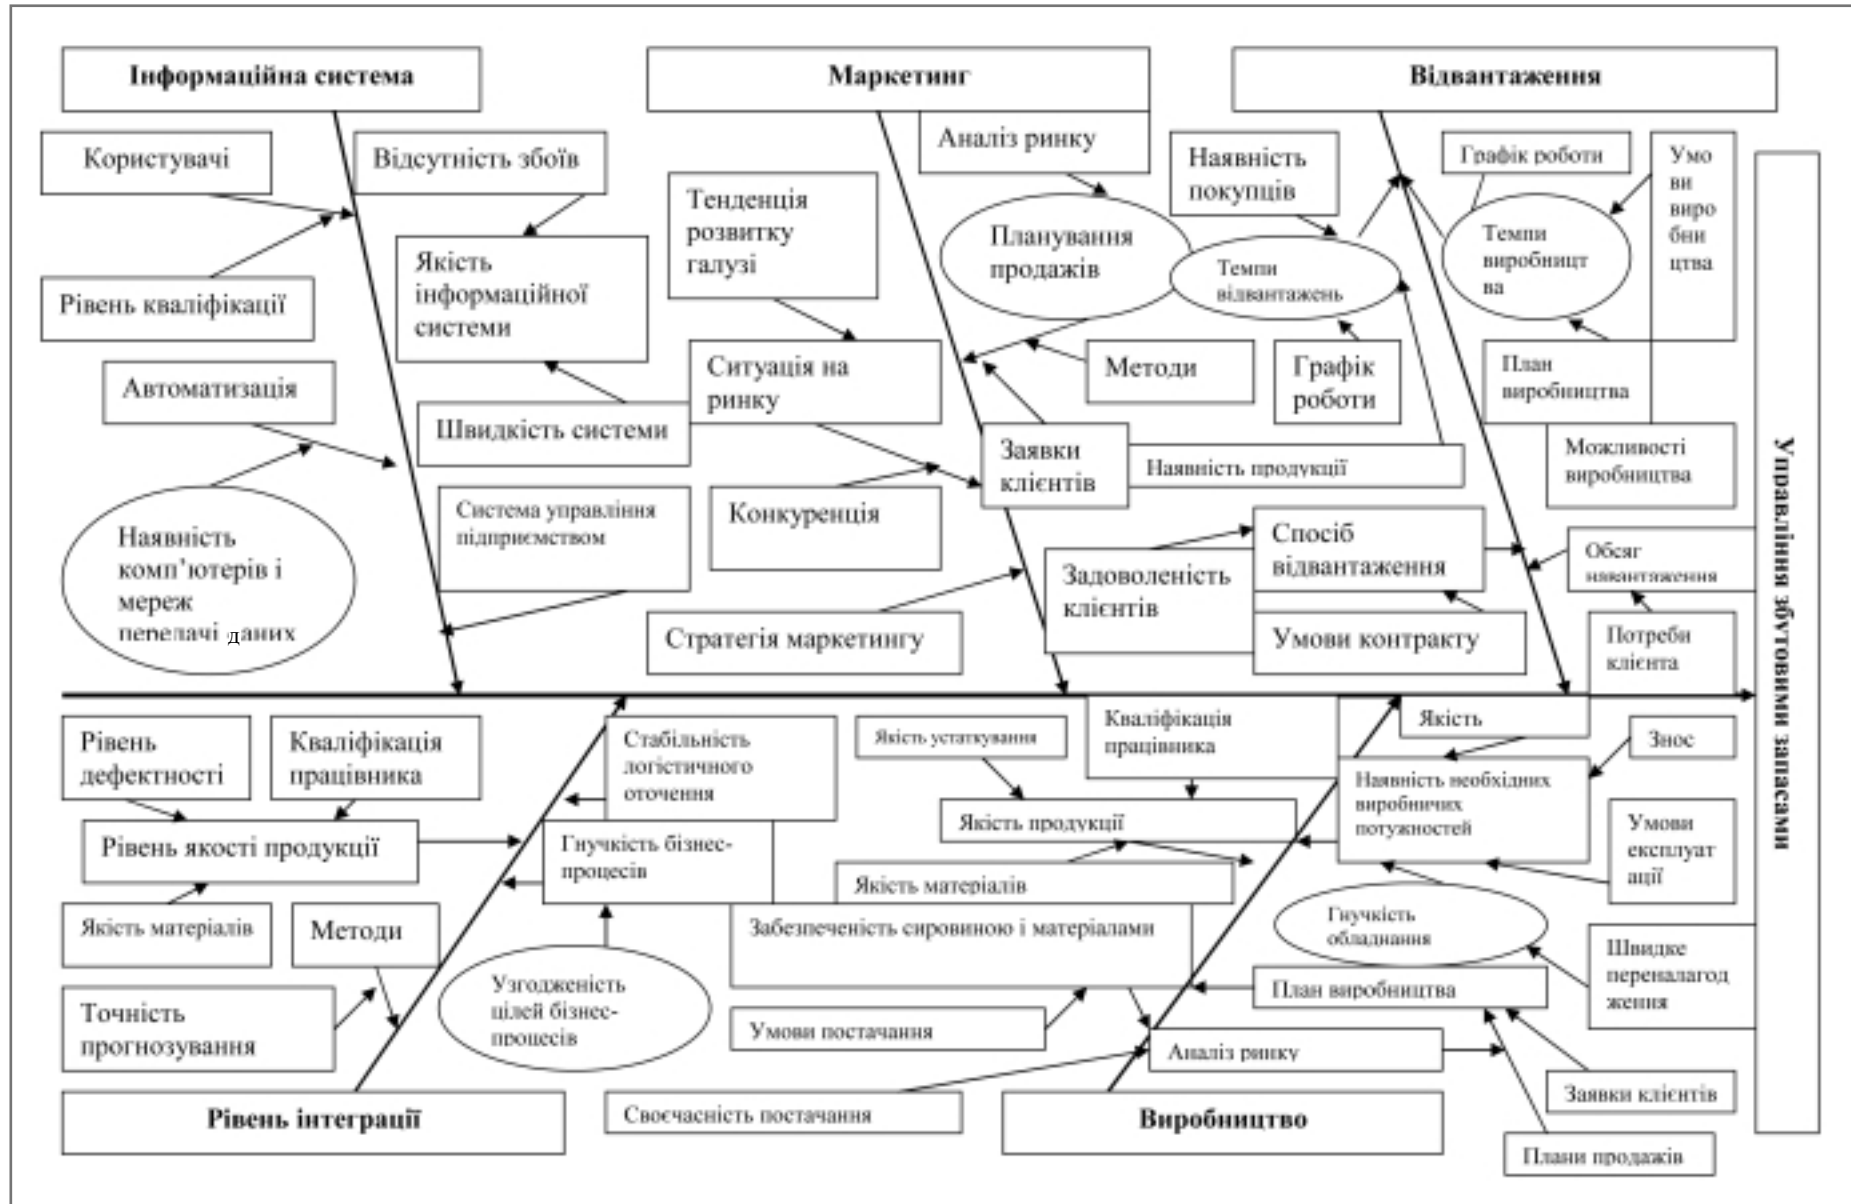 Інформаційна система
Маркетинг
Відвантаження
Користувачі
Відсутність збоїв
Аналіз ринку
Наявність
покупців
Графік роботи
Умо
ви
виро
бни
цтва
Тенденція
розвитку
галузі
Планування
продажів
Темпи
відвантажень
Темпи
виробницт
ва
Якість
інформаційної
системи
Рівень кваліфікації
Автоматизація
Ситуація на
ринку
Методи
Графік
роботи
План
виробництва
Швидкість системи
Заявки
клієнтів
Наявність продукції
Можливості
виробництва
Система управління
підприємством
Конкуренція
Наявність
комп’ютерів і
мереж
передачі даних
Спосіб
відвантаження
Обсяг
навантаження
Задоволеність
клієнтів
Стратегія маркетингу
Умови контракту
Потреби
клієнта
Управління збутовими запасами
Рівень
дефектності
Кваліфікація
працівника
Стабільність
логістичного
оточення
Якість устаткування
Кваліфікація
працівника
Якість
Знос
Рівень якості продукції
Гнучкість бізнес-
процесів
Якість продукції
Наявність необхідних
виробничих
потужностей
Умови
експлуат
ації
Якість матеріалів
Якість матеріалів
Методи
Забезпеченість сировиною і матеріалами
Гнучкість
обладнання
Швидке
переналагод
ження
Точність
прогнозування
Узгодженість
цілей бізнес-
процесів
План виробництва
Умови постачання
Аналіз ринку
Рівень інтеграції
Своєчасність постачання
Виробництво
Заявки клієнтів
Плани продажів